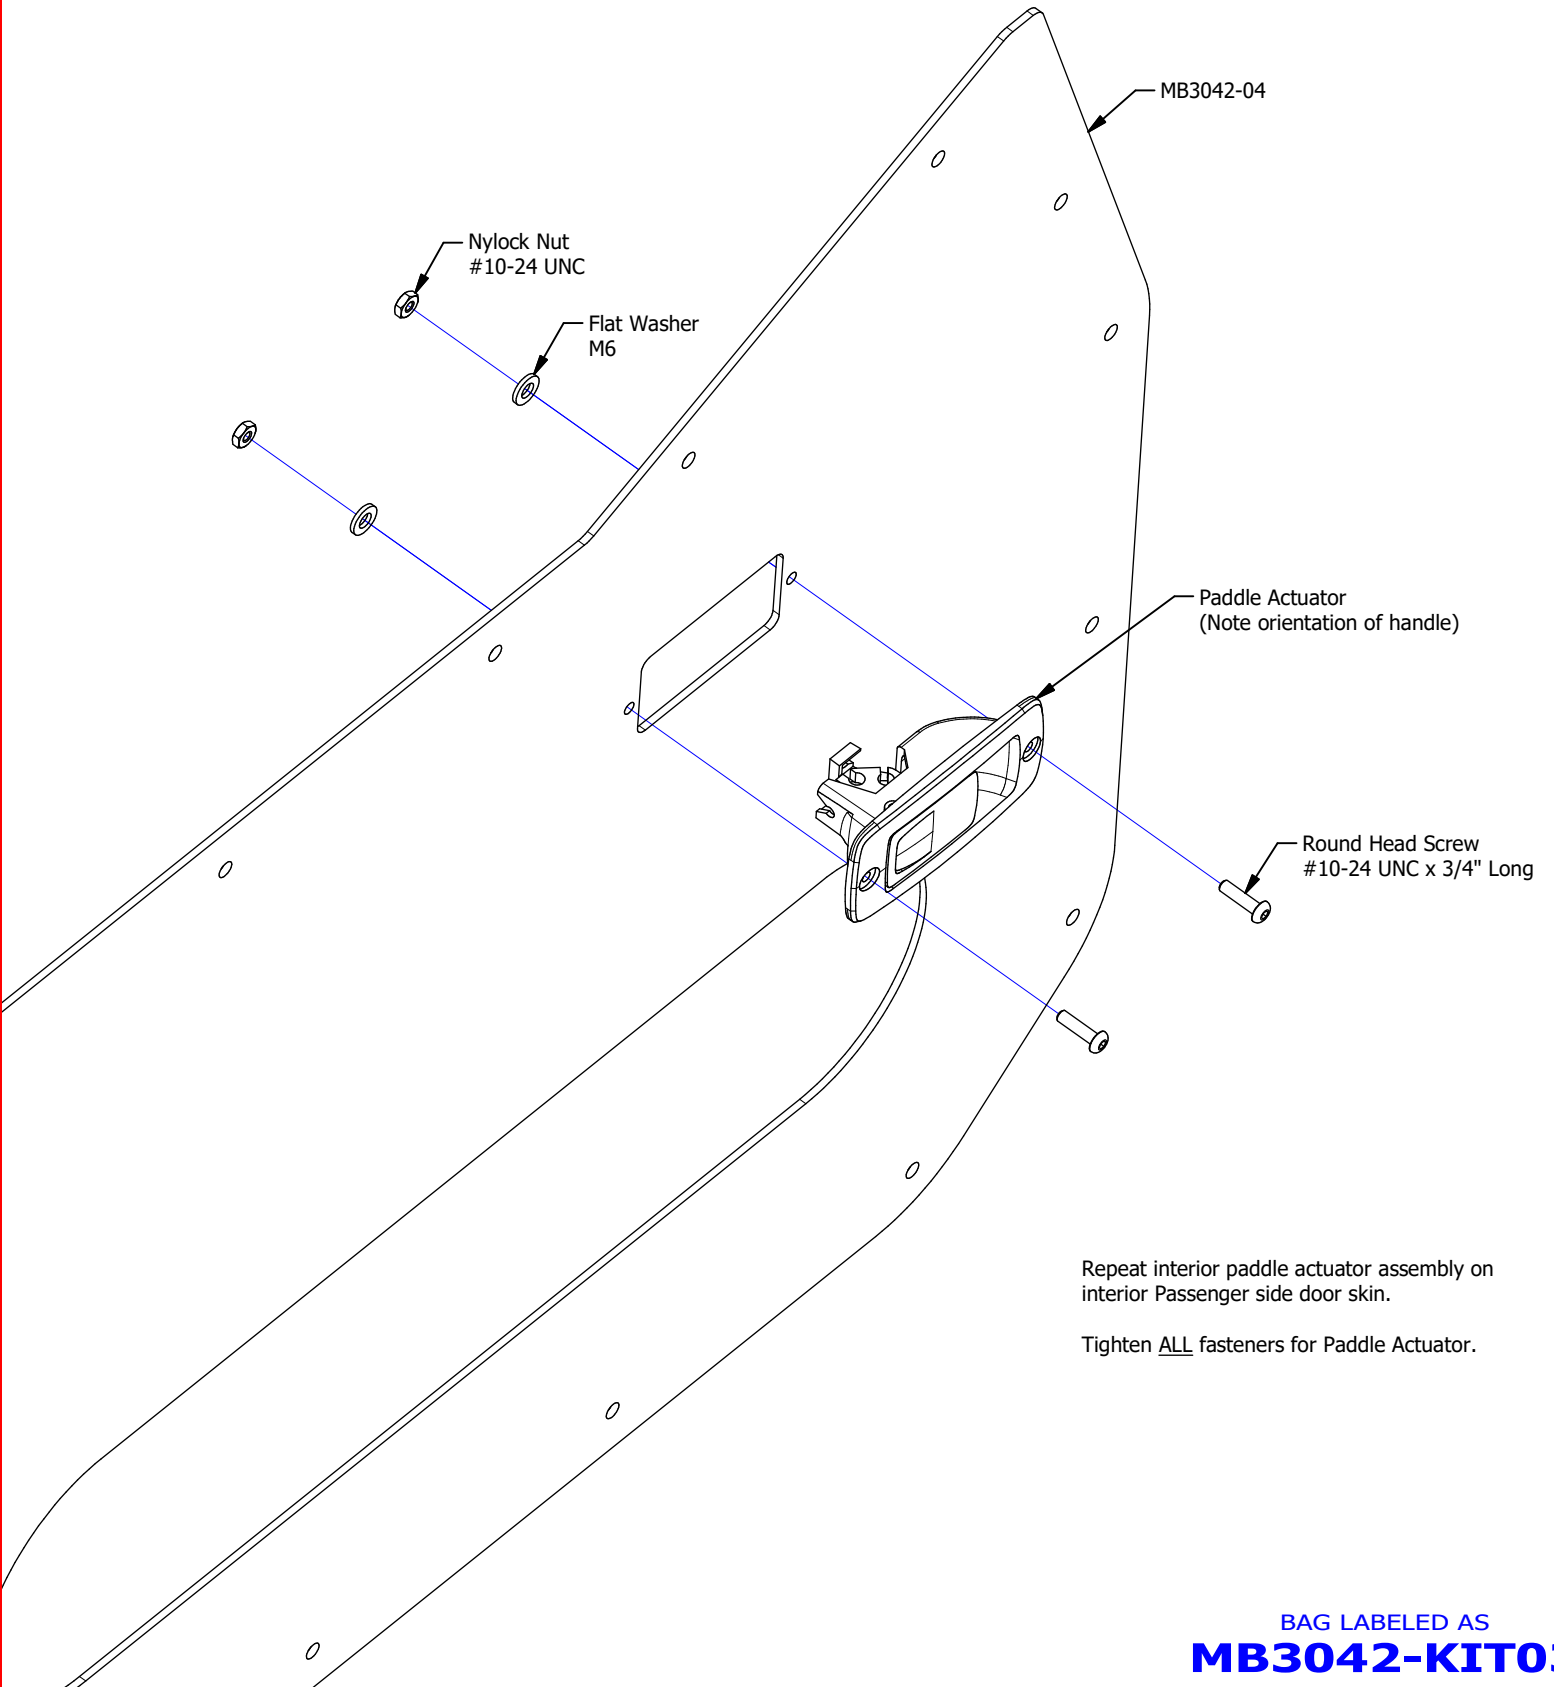 MB3042-04
Nylock Nut
#10-24 UNC
Flat Washer
M6
Paddle Actuator
(Note orientation of handle)
Round Head Screw
#10-24 UNC x 3/4" Long
Repeat interior paddle actuator assembly on
interior Passenger side door skin.
Tighten ALL fasteners for Paddle Actuator.
BAG LABELED AS
MB3042-KIT03